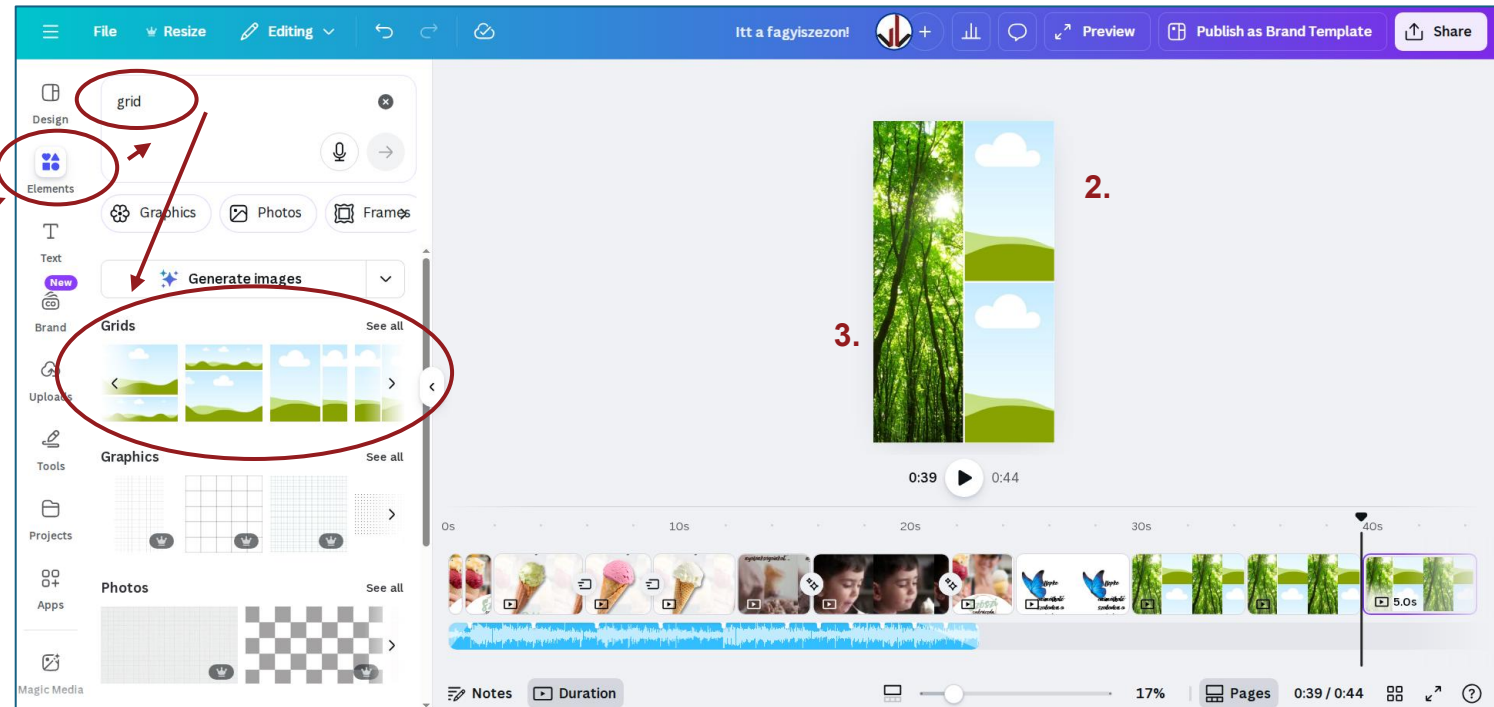 File Resize Editing Itt a fagyiszezon! + Preview Publish as Brand Template Share
Design
Elements
Text
New
Brand
Uploads
Tools
Projects
Apps
Magic Media
grid
Graphics Photos Frames
Generate images
Grids See all
Graphics See all
Photos See all
2.
3.
0:39 0:44
0s 10s 20s 30s 40s
5.0s
Notes Duration 17% Pages 0:39 / 0:44